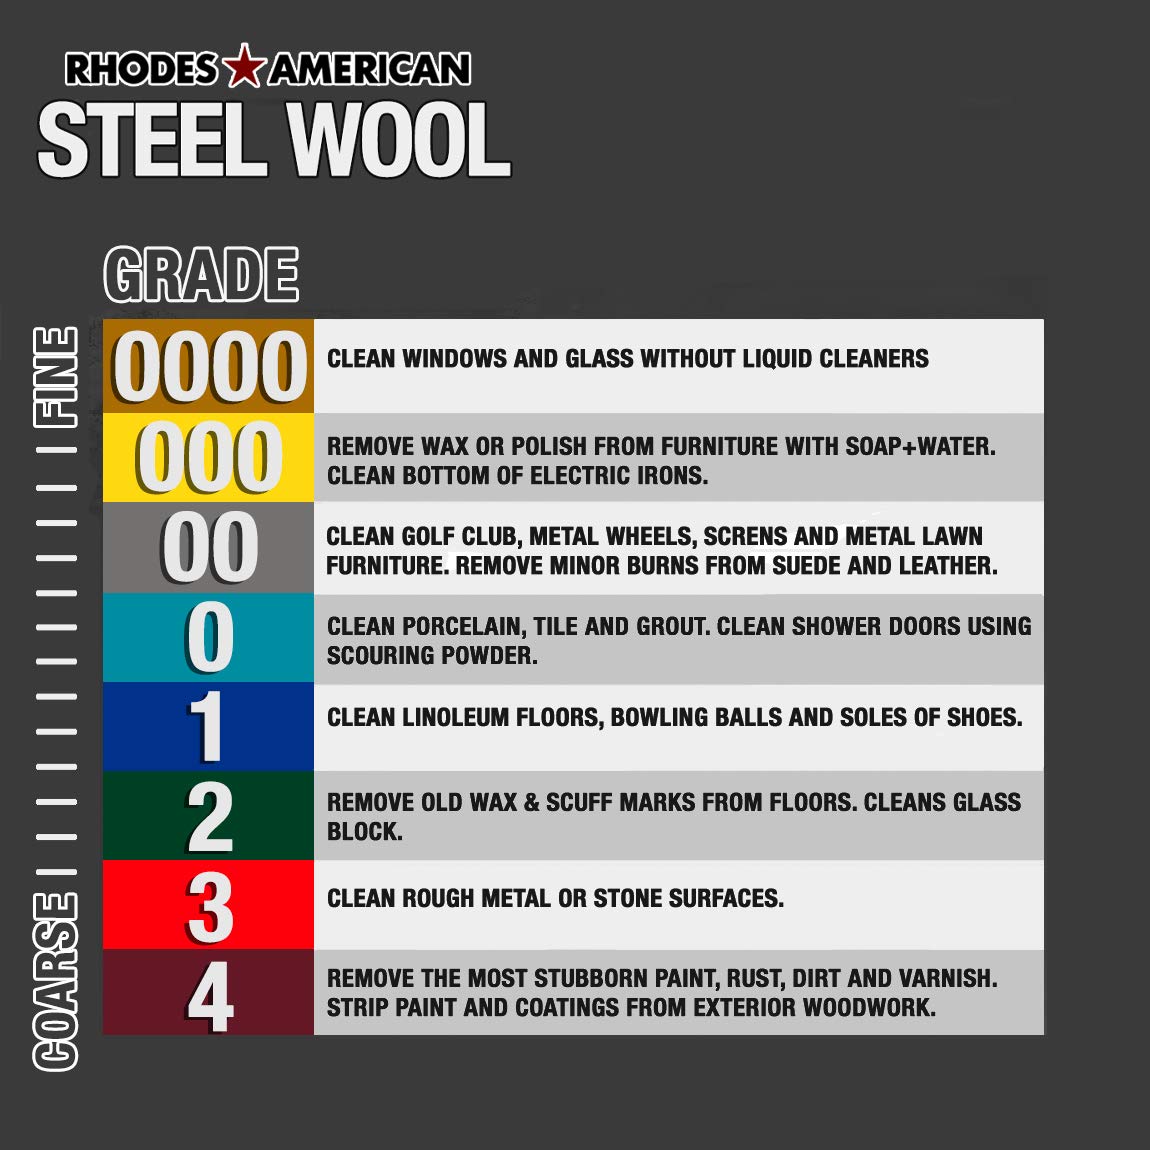 RHODES AMERICAN
STEEL WOOL
GRADE
FINE
0000
CLEAN WINDOWS AND GLASS WITHOUT LIQUID CLEANERS
000
REMOVE WAX OR POLISH FROM FURNITURE WITH SOAP+WATER.
CLEAN BOTTOM OF ELECTRIC IRONS.
00
CLEAN GOLF CLUB, METAL WHEELS, SCRENS AND METAL LAWN
FURNITURE. REMOVE MINOR BURNS FROM SUEDE AND LEATHER.
0
CLEAN PORCELAIN, TILE AND GROUT. CLEAN SHOWER DOORS USING
SCOURING POWDER.
1
CLEAN LINOLEUM FLOORS, BOWLING BALLS AND SOLES OF SHOES.
2
REMOVE OLD WAX & SCUFF MARKS FROM FLOORS. CLEANS GLASS
BLOCK.
3
CLEAN ROUGH METAL OR STONE SURFACES.
4
REMOVE THE MOST STUBBORN PAINT, RUST, DIRT AND VARNISH.
STRIP PAINT AND COATINGS FROM EXTERIOR WOODWORK.
COARSE